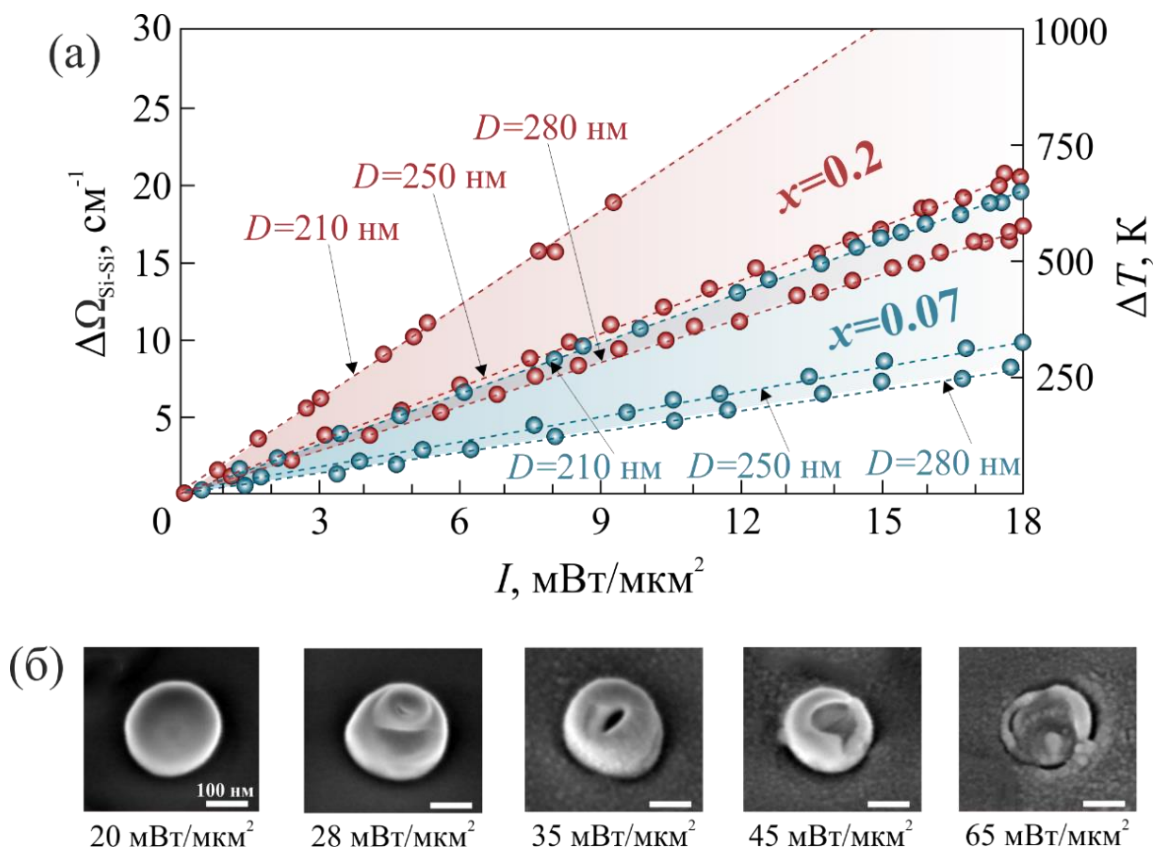 (а)
30
25
20
15
10
5
0
ΔΩSi-Si, см⁻¹
1000
750
500
250
ΔT, К
D=280 нм
D=250 нм
D=210 нм
x=0.2
x=0.07
D=210 нм
D=250 нм
D=280 нм
3 6 9 12 15 18
I, мВт/мкм²
(б)
100 нм
20 мВт/мкм²
28 мВт/мкм²
35 мВт/мкм²
45 мВт/мкм²
65 мВт/мкм²